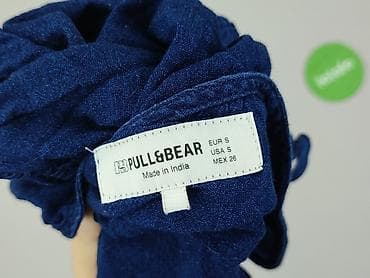 PULL&BEAR
Made in India
EUR S
USA S
MEX 26